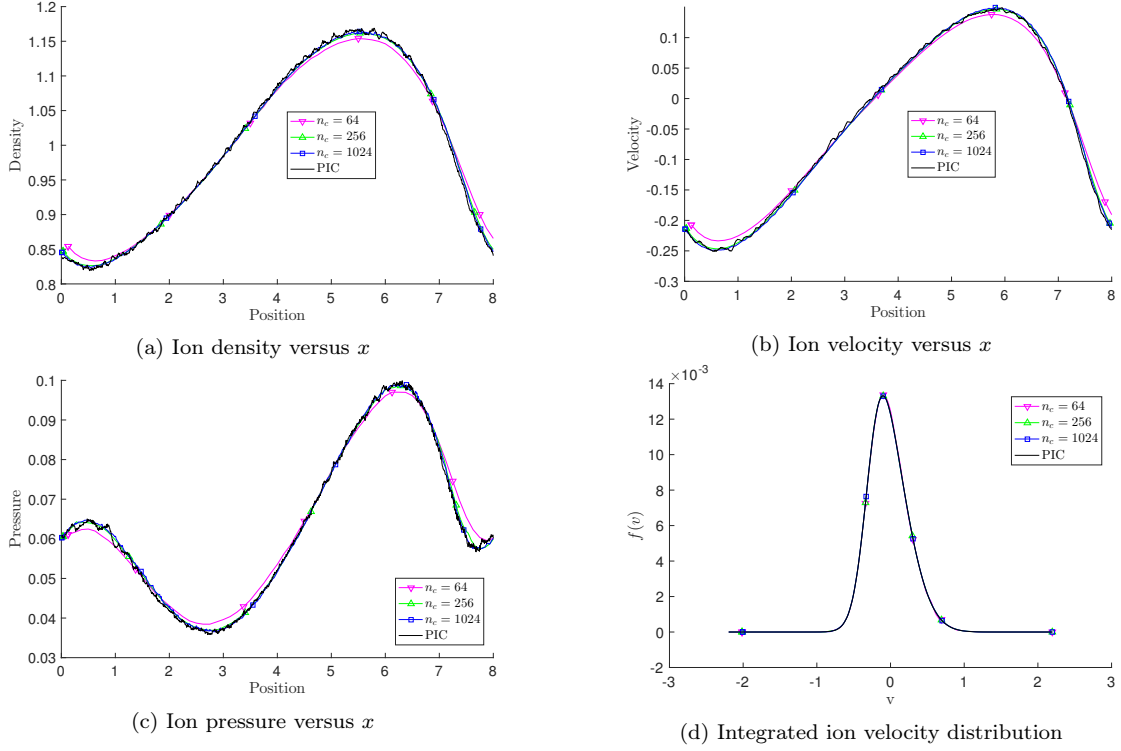 1.2
1.15
1.1
1.05
1
0.95
0.9
0.85
0.8
Density
n_c = 64
n_c = 256
n_c = 1024
PIC
0 1 2 3 4 5 6 7 8
Position
(a) Ion density versus x
0.15
0.1
0.05
0
-0.05
-0.1
-0.15
-0.2
-0.25
-0.3
Velocity
n_c = 64
n_c = 256
n_c = 1024
PIC
0 1 2 3 4 5 6 7 8
Position
(b) Ion velocity versus x
0.1
0.09
0.08
0.07
0.06
0.05
0.04
0.03
Pressure
n_c = 64
n_c = 256
n_c = 1024
PIC
0 1 2 3 4 5 6 7 8
Position
(c) Ion pressure versus x
×10^-3
14
12
10
8
6
4
2
0
-2
f(v)
n_c = 64
n_c = 256
n_c = 1024
PIC
-3 -2 -1 0 1 2 3
v
(d) Integrated ion velocity distribution